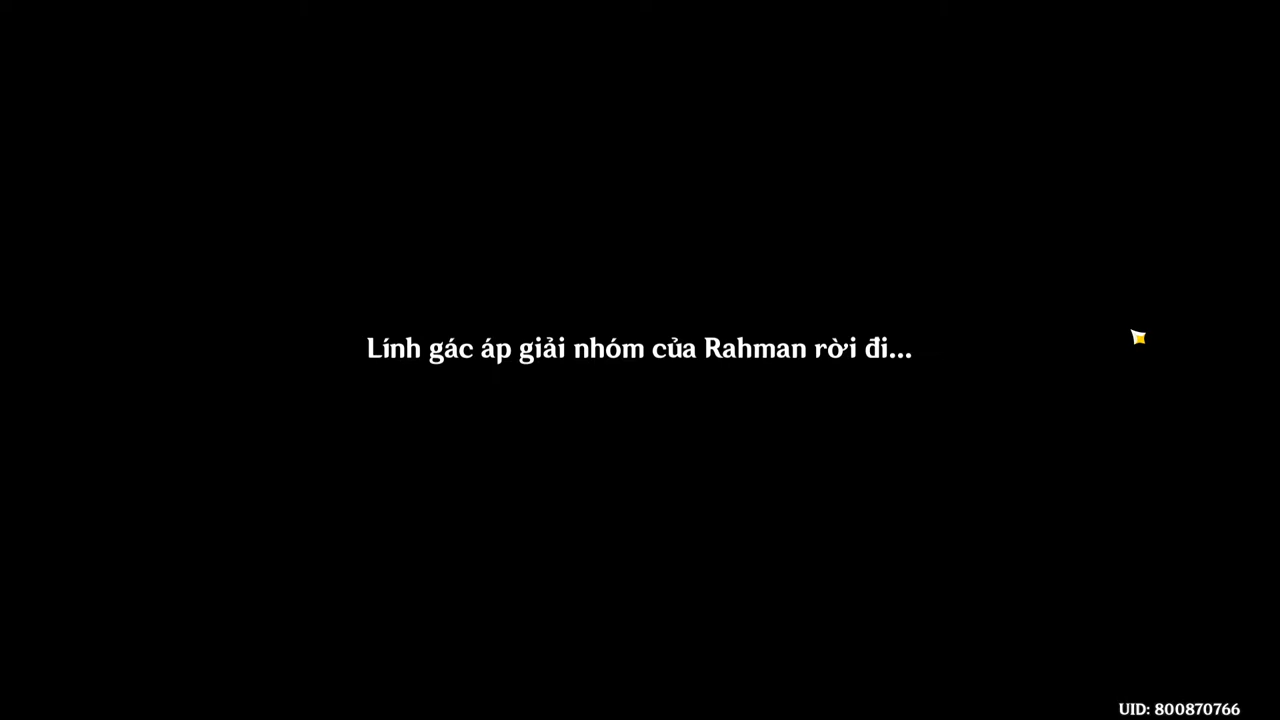 Lính gác áp giải nhóm của Rahman rời đi...
UID: 800870766